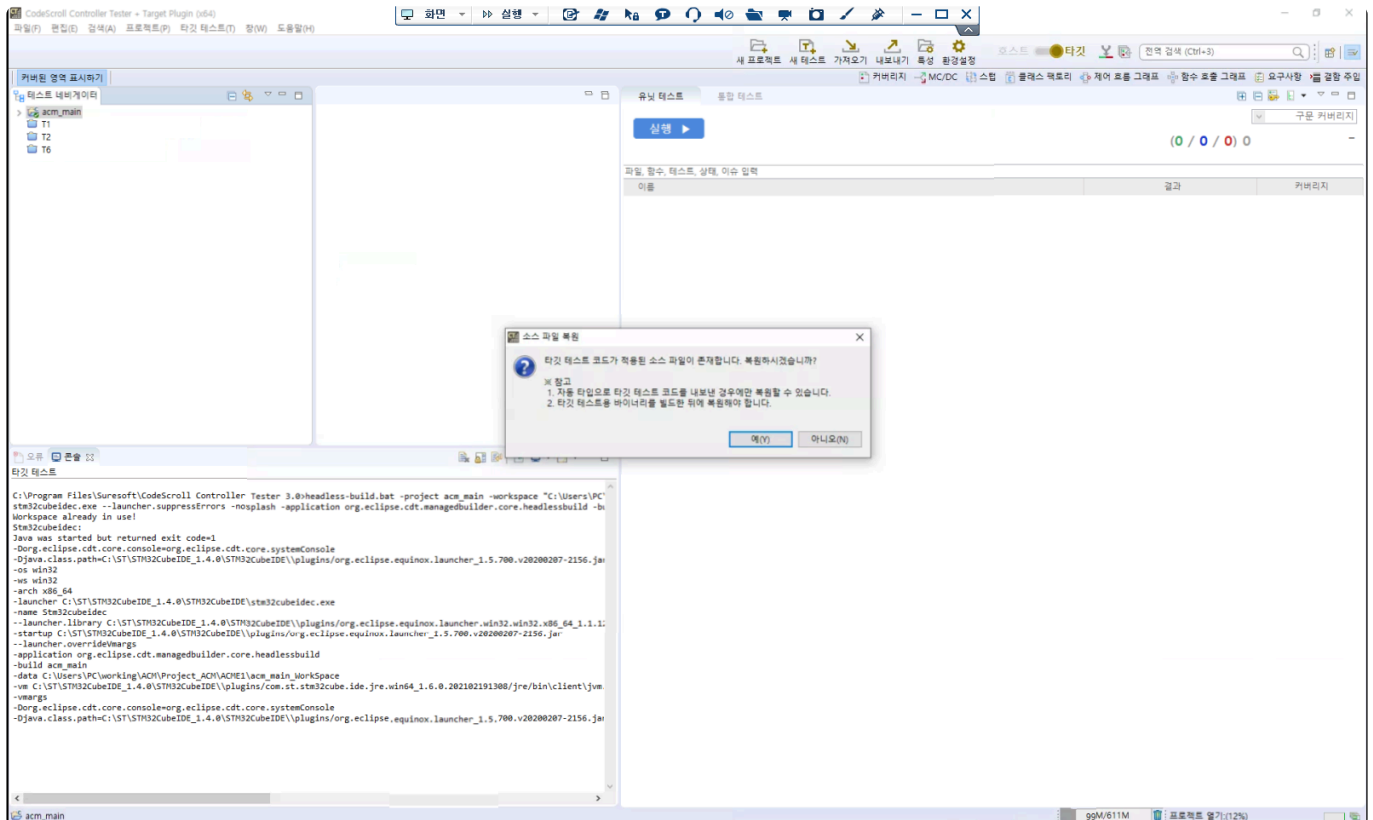 CodeScroll Controller Tester + Target Plugin (x64)
화면 실행
파일(F) 편집(E) 검색(A) 프로젝트(P) 타깃 테스트(T) 창(W) 도움말(H)
새 프로젝트 새 테스트 가져오기 내보내기 특성 환경설정
호스트 타깃
전역 검색 (Ctrl+3)
커버된 영역 표시하기
커버리지 MC/DC 스텁 클래스 팩토리 제어 흐름 그래프 함수 호출 그래프 요구사항 결함 주입
테스트 네비게이터
acm_main
T1
T2
T6
유닛 테스트 통합 테스트
실행
구문 커버리지
(0 / 0 / 0) 0 -
파일, 함수, 테스트, 상태, 이슈 입력
이름 결과 커버리지
소스 파일 복원
타깃 테스트 코드가 적용된 소스 파일이 존재합니다. 복원하시겠습니까?
※ 참고
1. 자동 타입으로 타깃 테스트 코드를 내보낸 경우에만 복원할 수 있습니다.
2. 타깃 테스트용 바이너리를 빌드한 뒤에 복원해야 합니다.
예(Y) 아니오(N)
오류 콘솔
타깃 테스트
C:\Program Files\Suresoft\CodeScroll Controller Tester 3.0>headless-build.bat -project acm_main -workspace "C:\Users\PC\
stm32cubeidec.exe --launcher.suppressErrors -nosplash -application org.eclipse.cdt.managedbuilder.core.headlessbuild -bu
Workspace already in use!
Stm32cubeidec:
Java was started but returned exit code=1
-Dorg.eclipse.cdt.core.console=org.eclipse.cdt.core.systemConsole
-Djava.class.path=C:\ST\STM32CubeIDE_1.4.0\STM32CubeIDE\\plugins/org.eclipse.equinox.launcher_1.5.700.v20200207-2156.jar
-os win32
-ws win32
-arch x86_64
-launcher C:\ST\STM32CubeIDE_1.4.0\STM32CubeIDE\stm32cubeidec.exe
-name Stm32cubeidec
--launcher.library C:\ST\STM32CubeIDE_1.4.0\STM32CubeIDE\\plugins/org.eclipse.equinox.launcher.win32.win32.x86_64_1.1.12
-startup C:\ST\STM32CubeIDE_1.4.0\STM32CubeIDE\\plugins/org.eclipse.equinox.launcher_1.5.700.v20200207-2156.jar
--launcher.overrideVmargs
-application org.eclipse.cdt.managedbuilder.core.headlessbuild
-build acm_main
-data C:\Users\PC\working\ACM\Project_ACM\ACME1\acm_main_WorkSpace
-vm C:\ST\STM32CubeIDE_1.4.0\STM32CubeIDE\\plugins/com.st.stm32cube.ide.jre.win64_1.6.0.202102191308/jre/bin\client\jvm.
-vmargs
-Dorg.eclipse.cdt.core.console=org.eclipse.cdt.core.systemConsole
-Djava.class.path=C:\ST\STM32CubeIDE_1.4.0\STM32CubeIDE\\plugins/org.eclipse.equinox.launcher_1.5.700.v20200207-2156.jar
acm_main
99M/611M
프로젝트 열기:(12%)